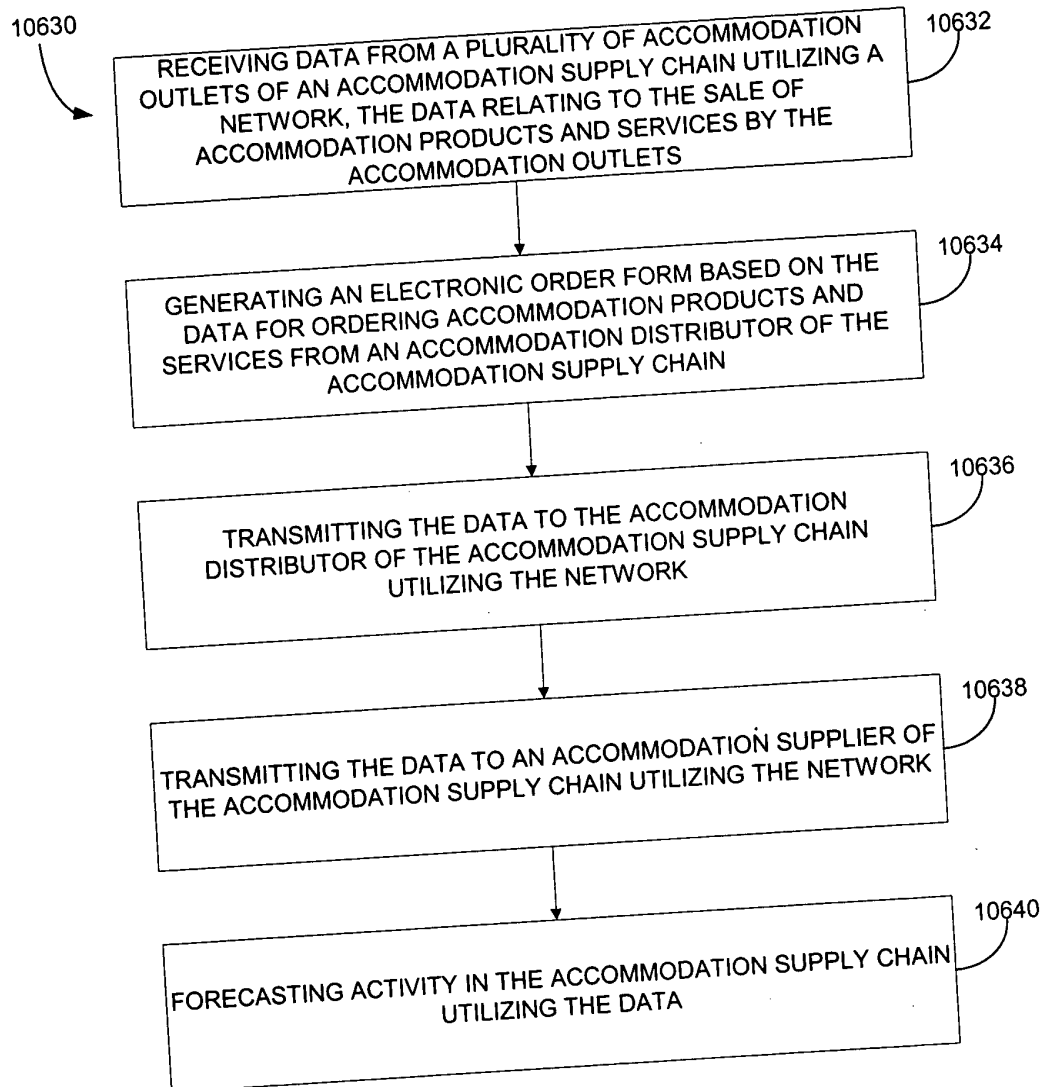 10630
10632
RECEIVING DATA FROM A PLURALITY OF ACCOMMODATION
OUTLETS OF AN ACCOMMODATION SUPPLY CHAIN UTILIZING A
NETWORK, THE DATA RELATING TO THE SALE OF
ACCOMMODATION PRODUCTS AND SERVICES BY THE
ACCOMMODATION OUTLETS
10634
GENERATING AN ELECTRONIC ORDER FORM BASED ON THE
DATA FOR ORDERING ACCOMMODATION PRODUCTS AND
SERVICES FROM AN ACCOMMODATION DISTRIBUTOR OF THE
ACCOMMODATION SUPPLY CHAIN
10636
TRANSMITTING THE DATA TO THE ACCOMMODATION
DISTRIBUTOR OF THE ACCOMMODATION SUPPLY CHAIN
UTILIZING THE NETWORK
10638
TRANSMITTING THE DATA TO AN ACCOMMODATION SUPPLIER OF
THE ACCOMMODATION SUPPLY CHAIN UTILIZING THE NETWORK
10640
FORECASTING ACTIVITY IN THE ACCOMMODATION SUPPLY CHAIN
UTILIZING THE DATA